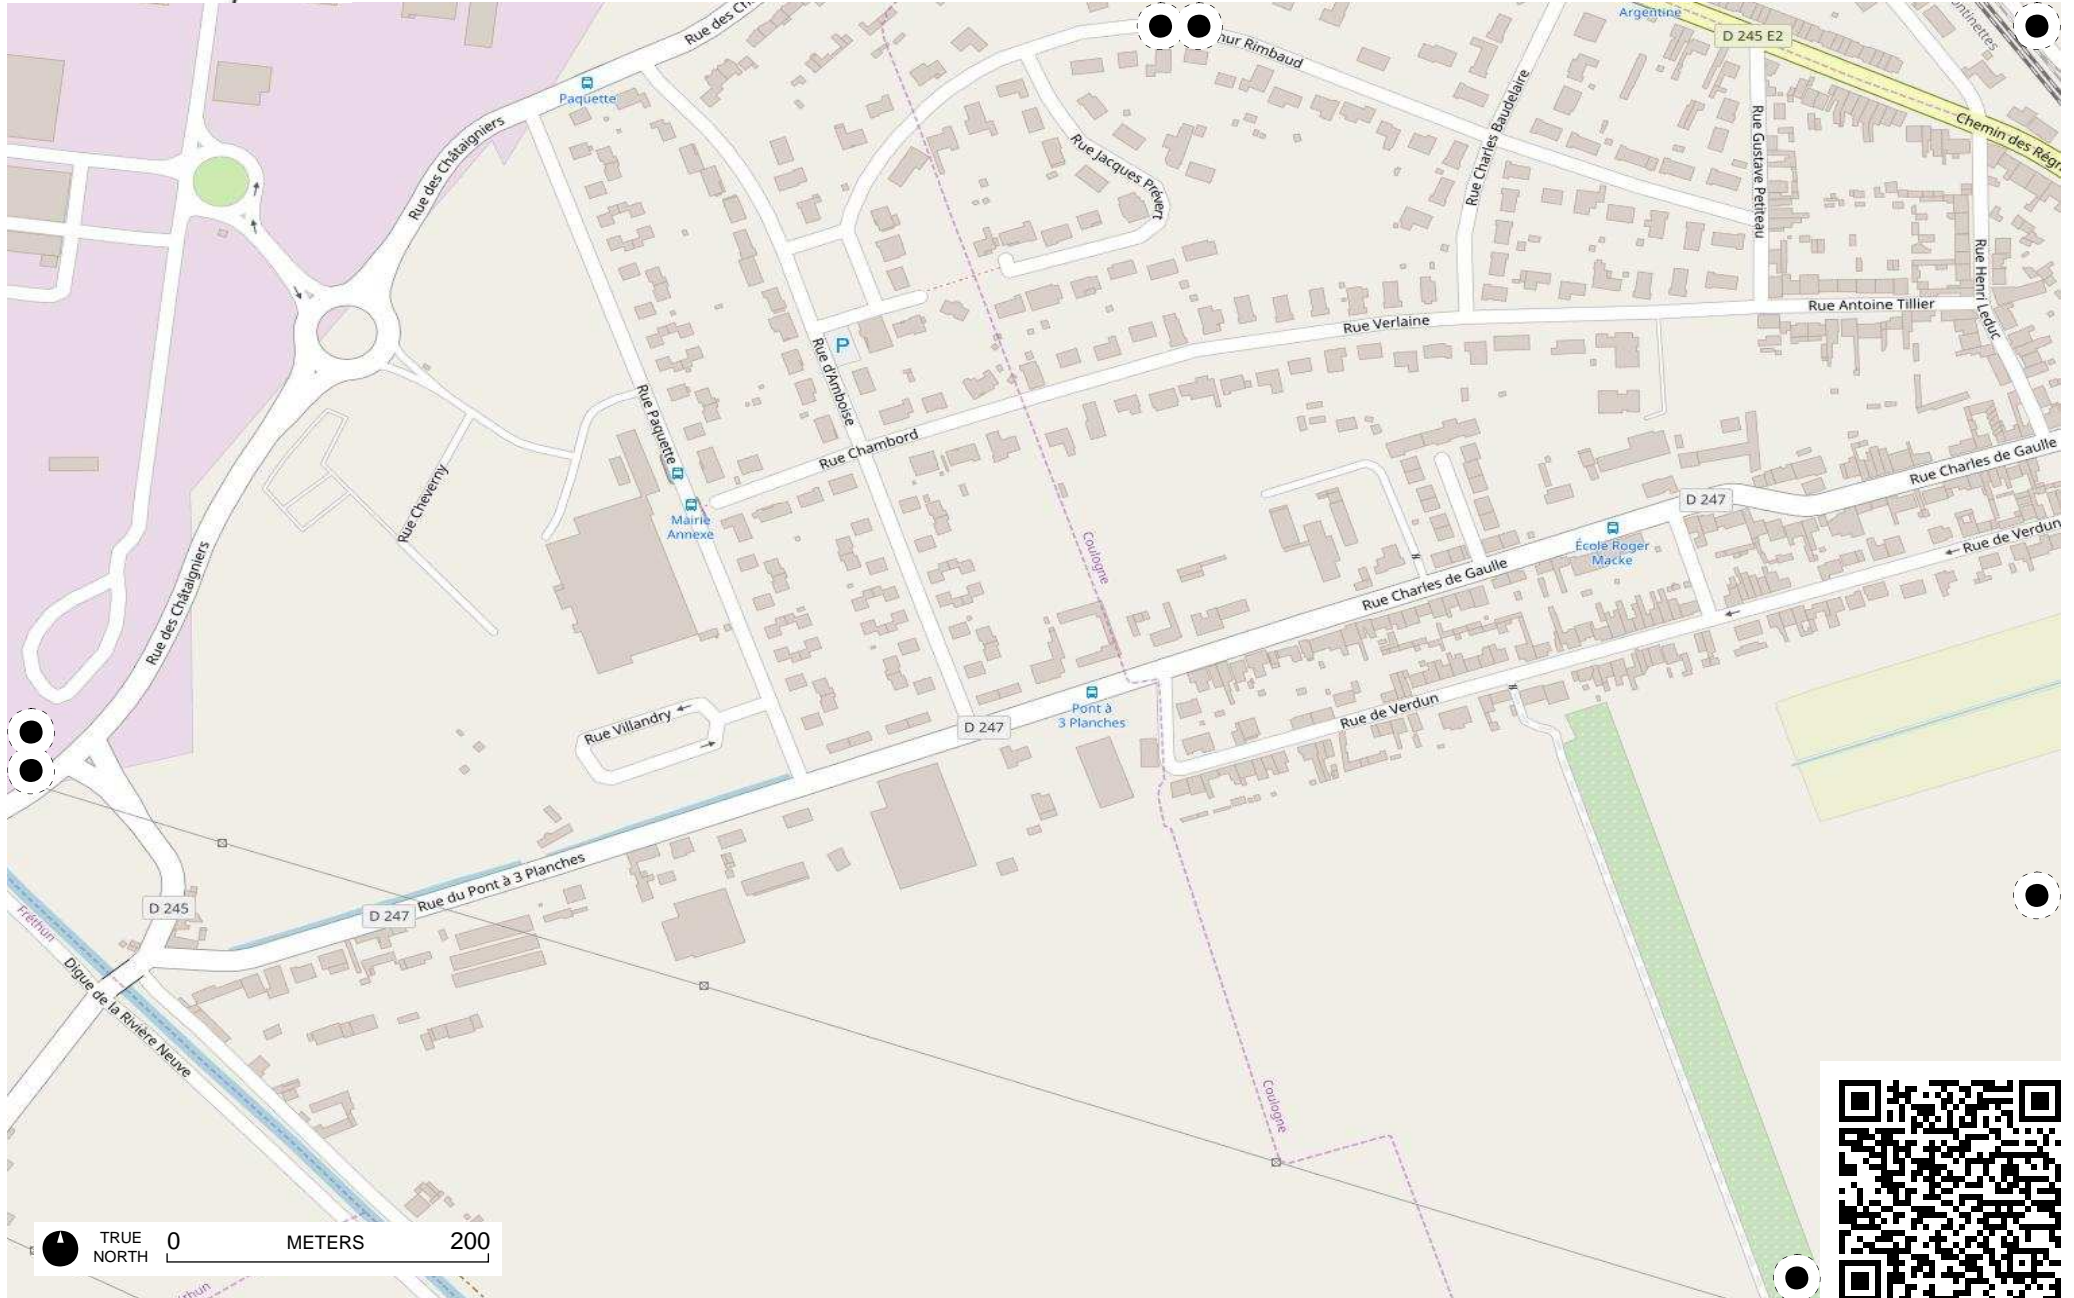 Argentine
D 245 E2
Rue des Ch
hur Rimbaud
Paquette
Rue des Châtaigniers
Rue Jacques Prévert
Rue Charles Baudelaire
Rue Gustave Petiteau
Chemin des Régn
Rue Henri Leduc
Rue Antoine Tillier
Rue Verlaine
P
Rue d'Amboise
Rue Paquette
Rue Chambord
Rue Charles de Gaulle
Rue Cheverny
D 247
Mairie
Annexe
Rue de Verdun
École Roger
Macke
Coulogne
Rue Charles de Gaulle
Rue des Châtaigniers
Pont à
3 Planches
D 247
Rue de Verdun
Rue Villandry
Rue du Pont à 3 Planches
D 247
D 245
Fréthun
Digue de la Rivière Neuve
Coulogne
TRUE
NORTH
0 METERS 200
thun